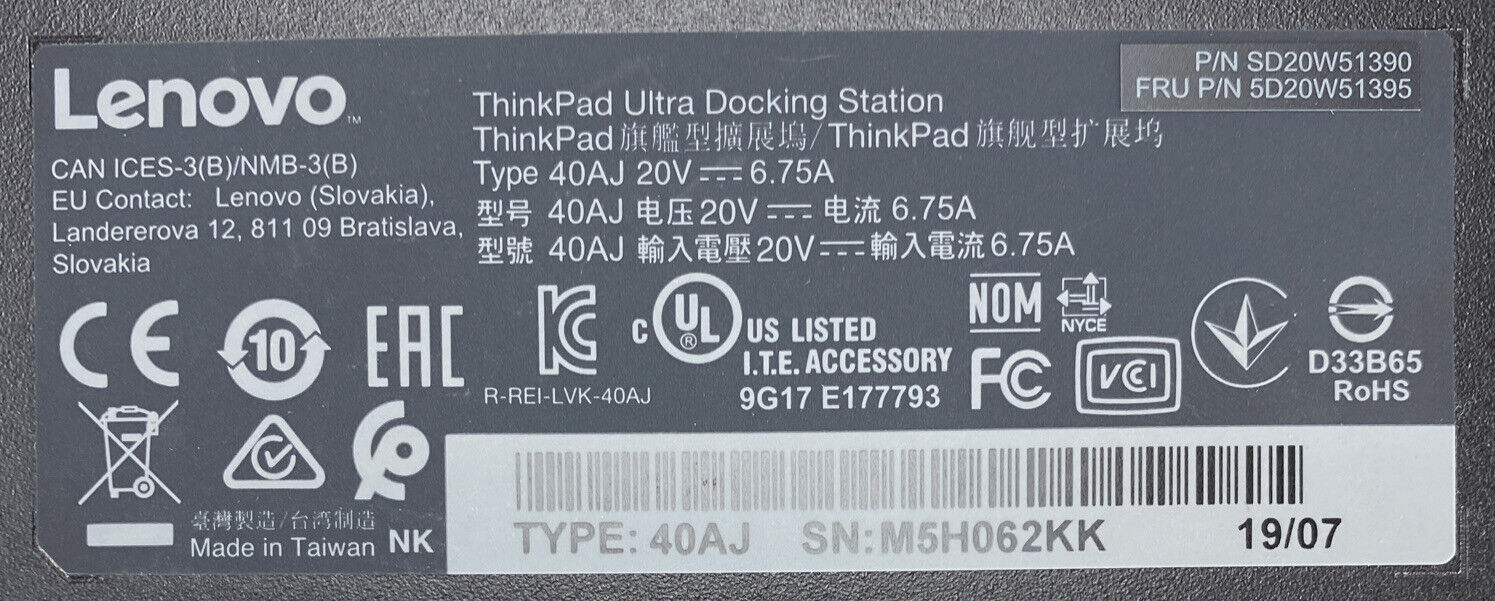 Lenovo™
CAN ICES-3(B)/NMB-3(B)
EU Contact: Lenovo (Slovakia),
Landererova 12, 811 09 Bratislava,
Slovakia
P/N SD20W51390
FRU P/N 5D20W51395
ThinkPad Ultra Docking Station
ThinkPad 旗艦型擴展塢/ThinkPad 旗舰型扩展坞
Type 40AJ 20V⎓6.75A
型号 40AJ 电压20V⎓电流 6.75A
型號 40AJ 輸入電壓20V⎓輸入電流6.75A
CE
10
EAC
KC
R-REI-LVK-40AJ
C UL® US LISTED
I.T.E. ACCESSORY
9G17 E177793
NOM
NYCE
FC
VCI
D33B65
RoHS
臺灣製造/台湾制造
Made in Taiwan NK
TYPE: 40AJ SN:M5H062KK 19/07